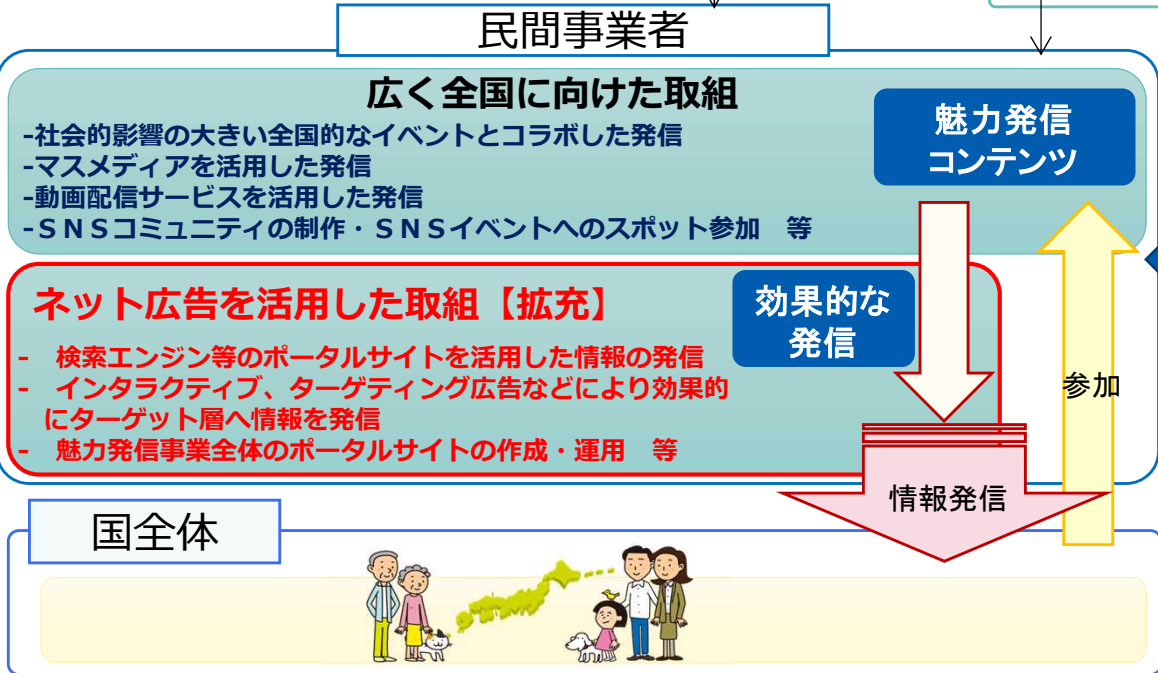 民間事業者
広く全国に向けた取組
-社会的影響の大きい全国的なイベントとコラボした発信
-マスメディアを活用した発信
-動画配信サービスを活用した発信
-ＳＮＳコミュニティの制作・ＳＮＳイベントへのスポット参加　等
魅力発信
コンテンツ
ネット広告を活用した取組【拡充】
-　検索エンジン等のポータルサイトを活用した情報の発信
-　インタラクティブ、ターゲティング広告などにより効果的
にターゲット層へ情報を発信
-　魅力発信事業全体のポータルサイトの作成・運用　等
効果的な
発信
参加
情報発信
国全体